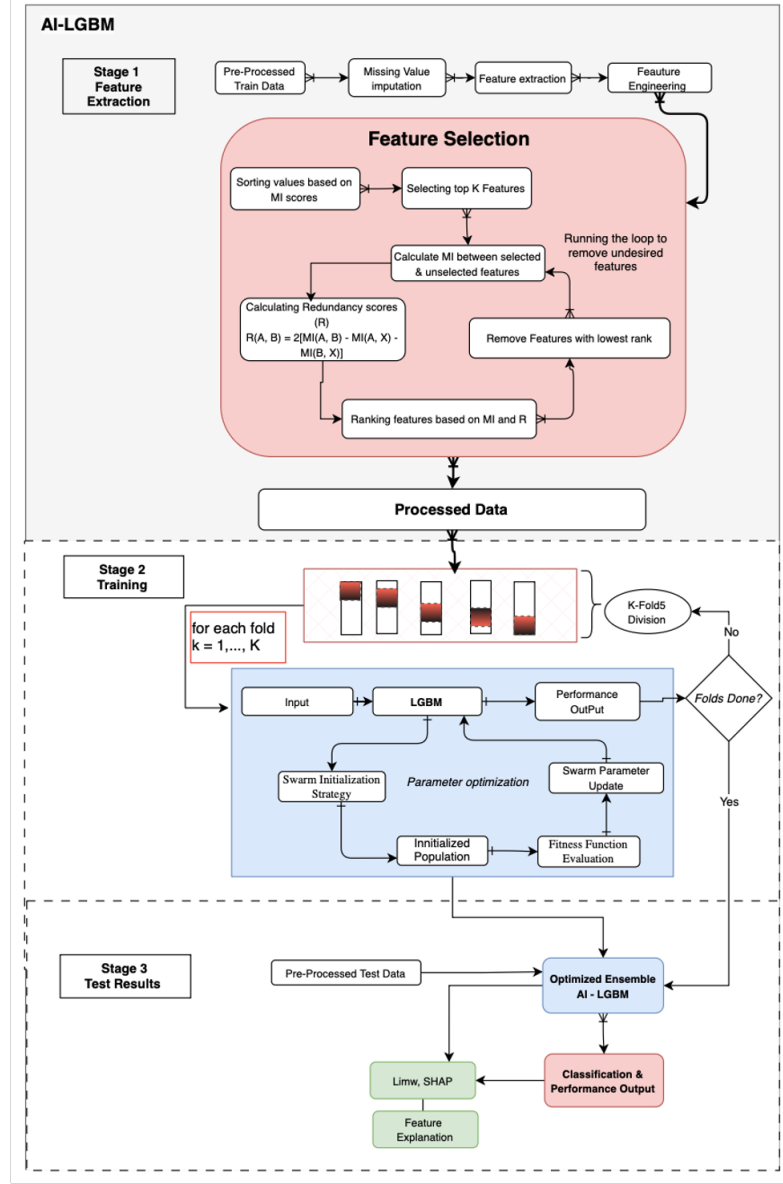 AI-LGBM
Stage 1
Feature
Extraction
Pre-Processed
Train Data
Missing Value
imputation
Feature extraction
Feauture
Engineering
Feature Selection
Sorting values based on
MI scores
Selecting top K Features
Calculate MI between selected
& unselected features
Running the loop to
remove undesired
features
Calculating Redundancy scores
(R)
R(A, B) = 2[MI(A, B) - MI(A, X) -
MI(B, X)]
Remove Features with lowest rank
Ranking features based on MI and R
Processed Data
Stage 2
Training
for each fold
k = 1,..., K
K-Fold5
Division
No
Input
LGBM
Performance
OutPut
Folds Done?
Swarm Initialization
Strategy
Parameter optimization
Swarm Parameter
Update
Yes
Innitialized
Population
Fitness Function
Evaluation
Stage 3
Test Results
Pre-Processed Test Data
Optimized Ensemble
AI - LGBM
Limw, SHAP
Classification &
Performance Output
Feature
Explanation